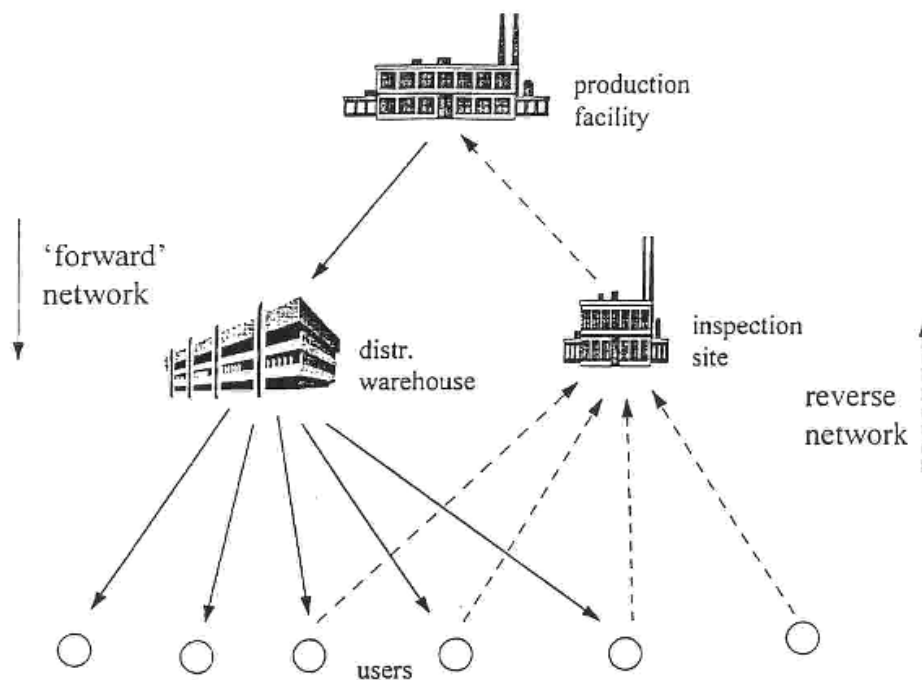 production
facility
‘forward’
network
distr.
warehouse
inspection
site
reverse
network
users